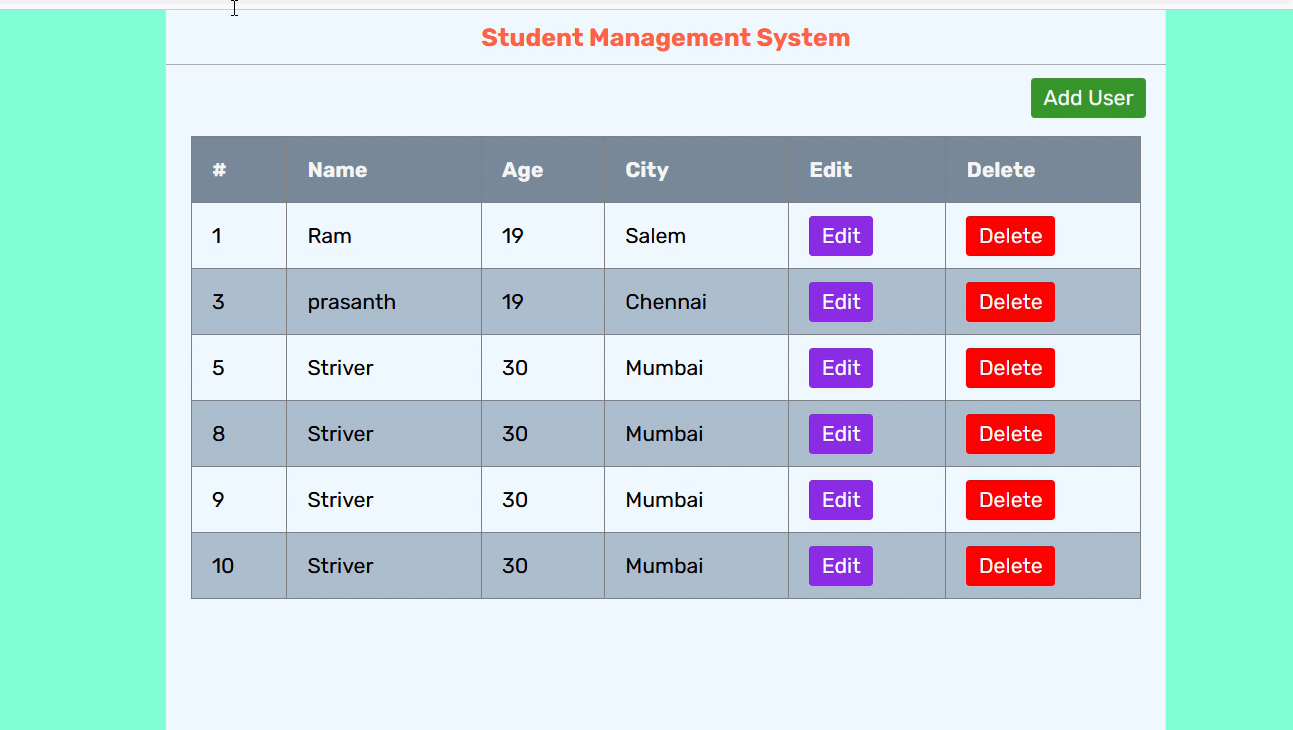 Student Management System
Add User
# Name Age City Edit Delete
1 Ram 19 Salem Edit Delete
3 prasanth 19 Chennai Edit Delete
5 Striver 30 Mumbai Edit Delete
8 Striver 30 Mumbai Edit Delete
9 Striver 30 Mumbai Edit Delete
10 Striver 30 Mumbai Edit Delete